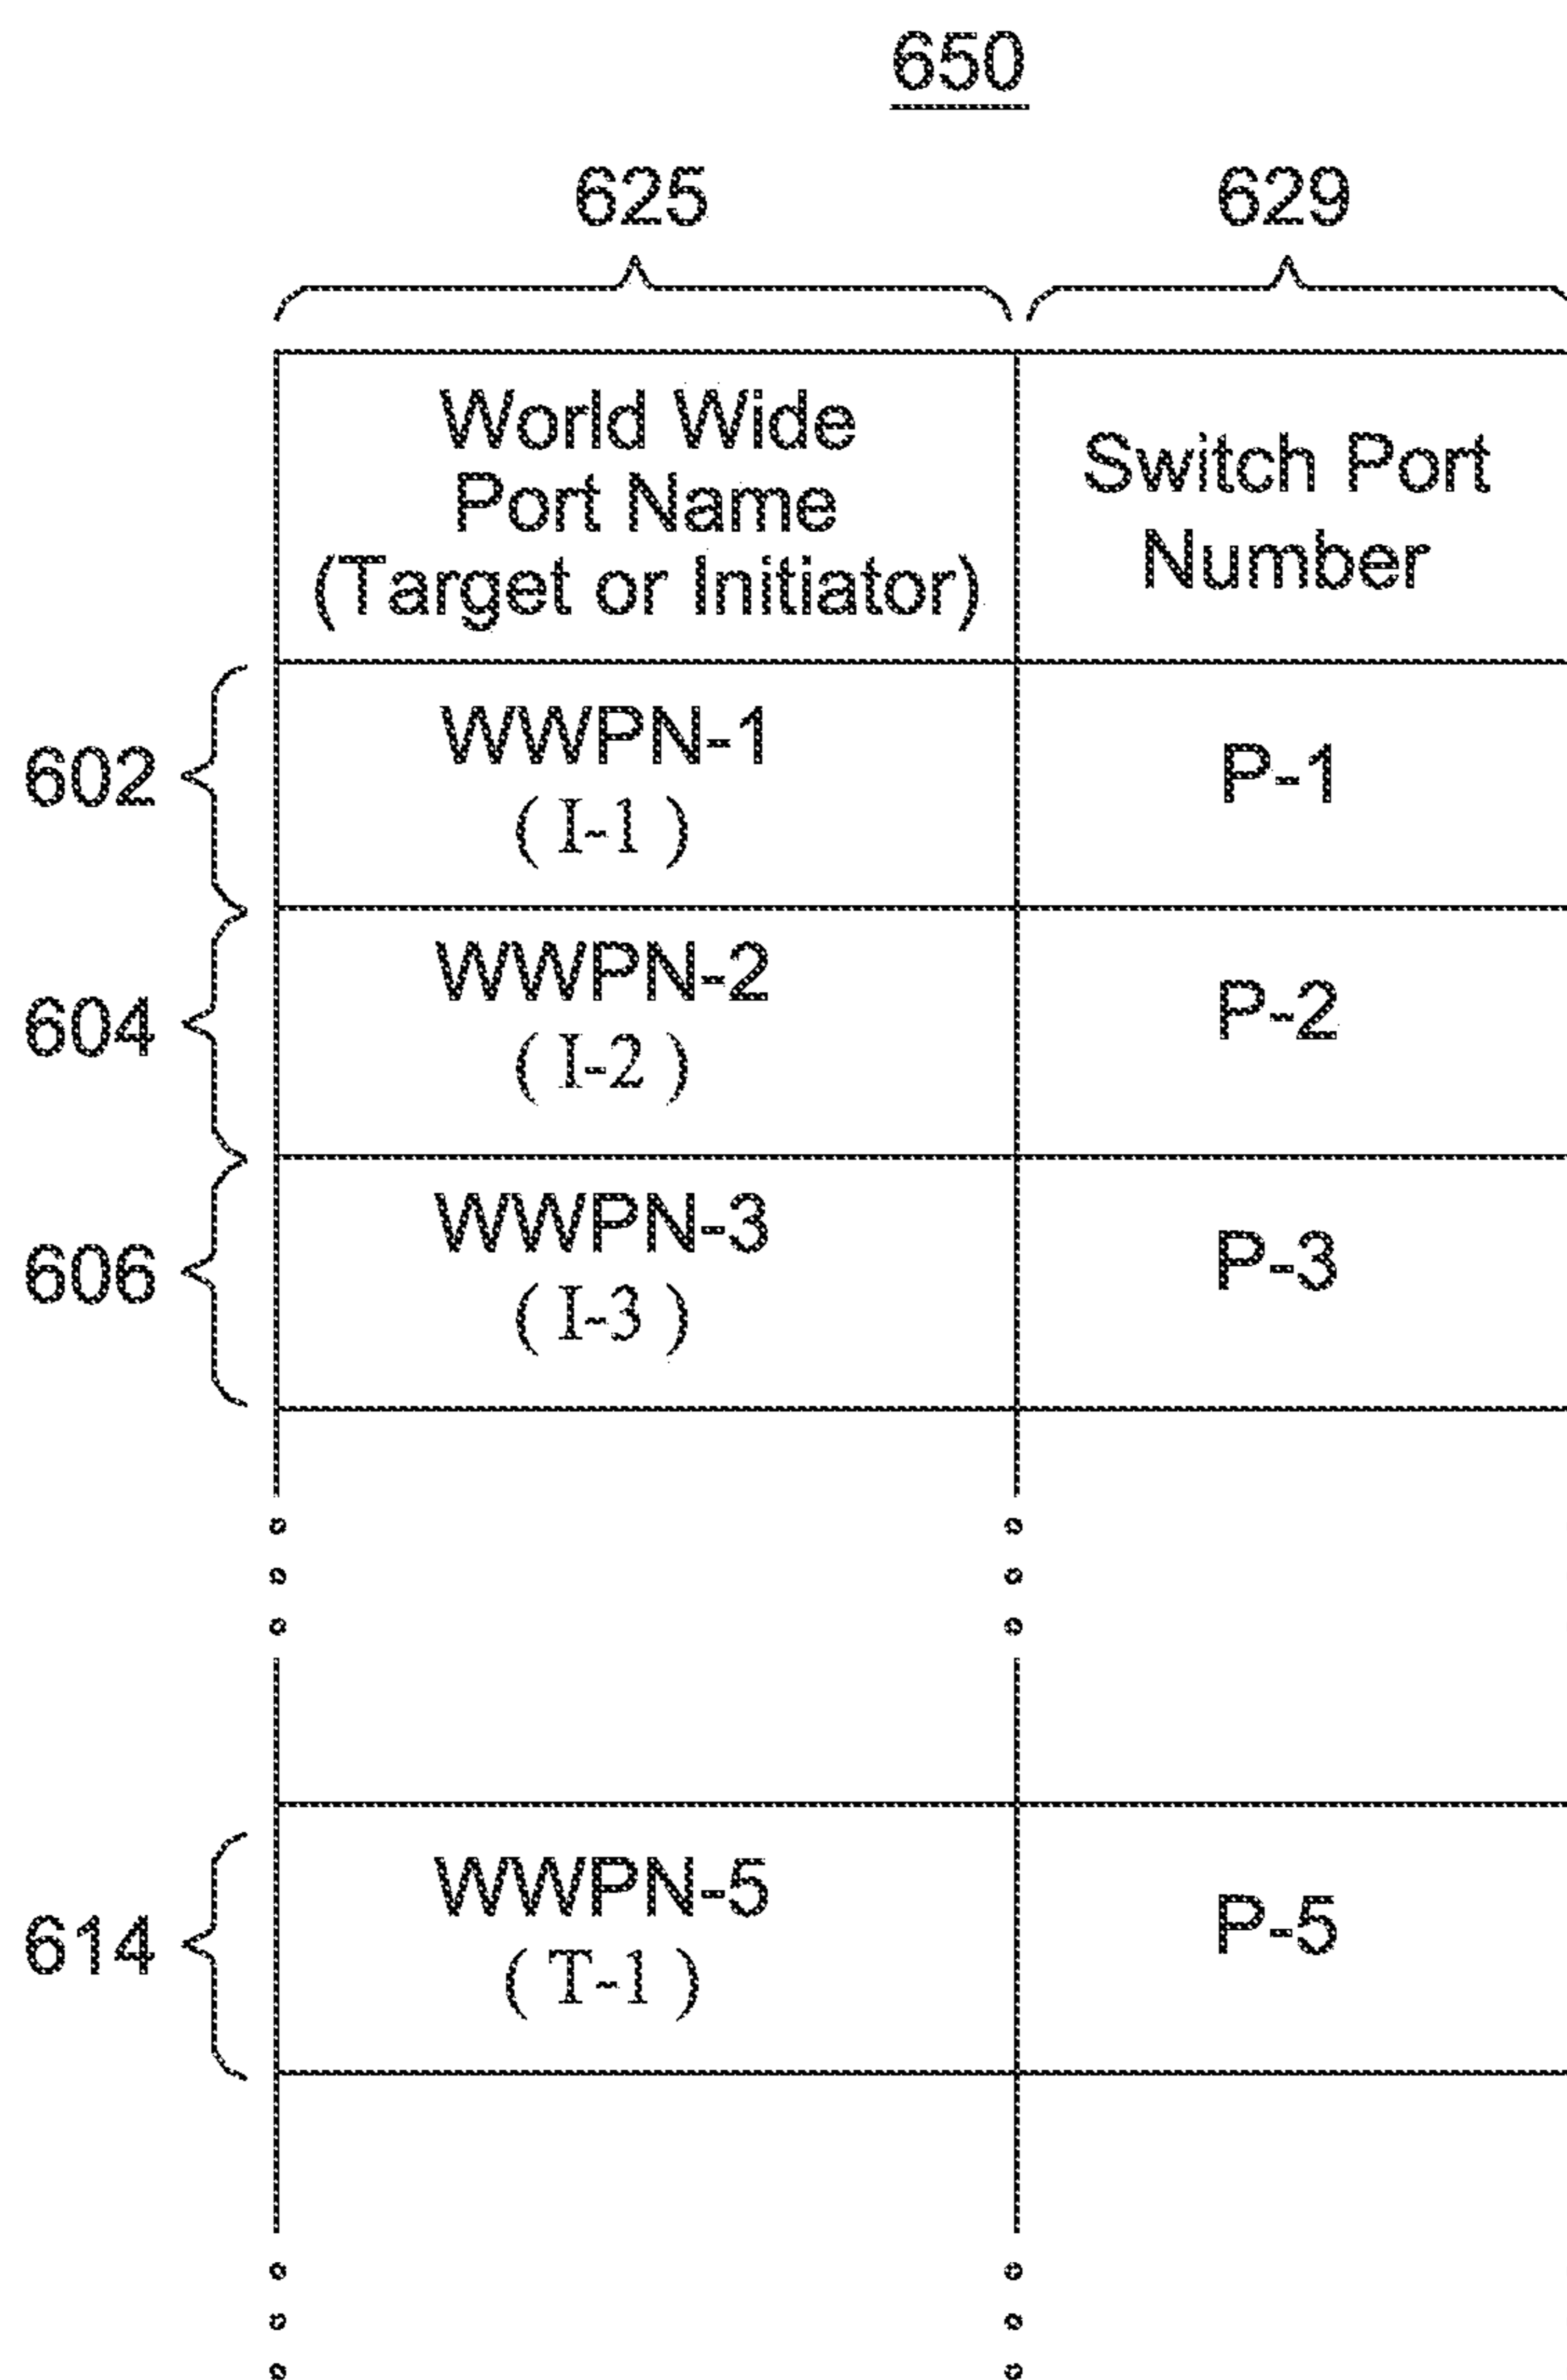 650
625 629
World Wide
Port Name
(Target or Initiator)
Switch Port
Number
602
WWPN-1
( I-1 )
P-1
604
WWPN-2
( I-2 )
P-2
606
WWPN-3
( I-3 )
P-3
614
WWPN-5
( T-1 )
P-5